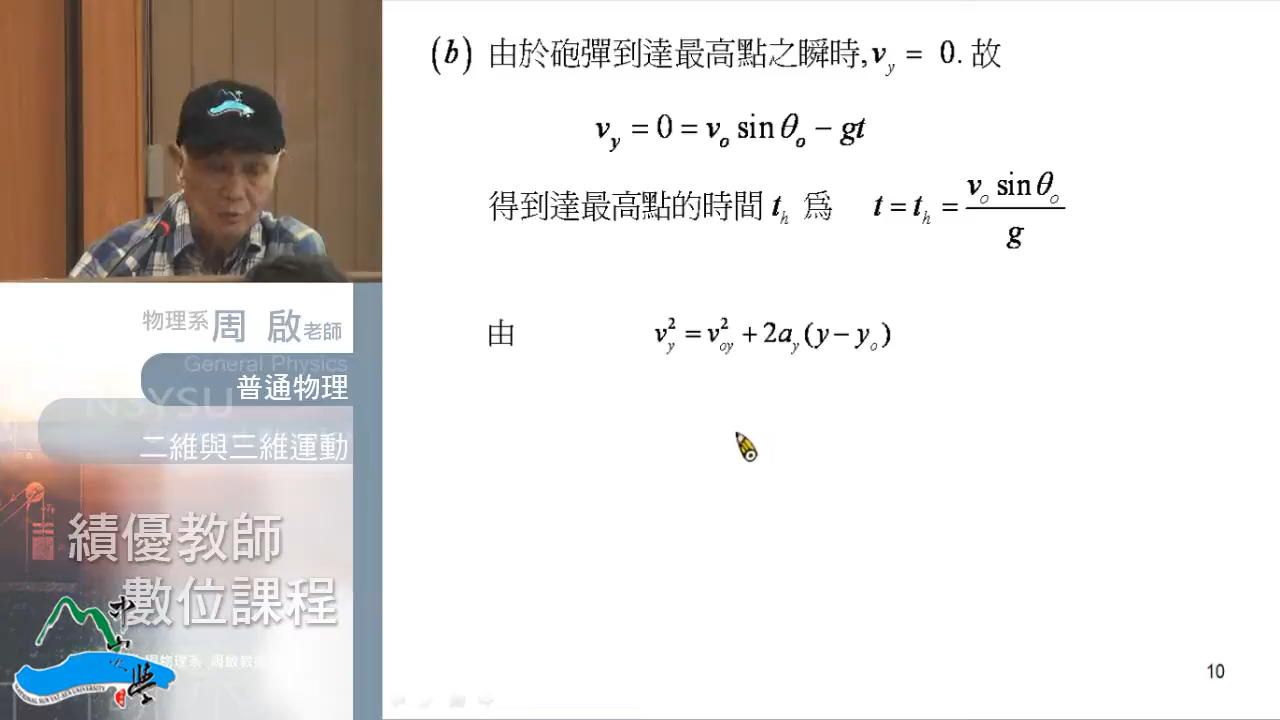 (b) 由於砲彈到達最高點之瞬時, v_y = 0. 故
v_y = 0 = v_o sin θ_o − gt
得到達最高點的時間 t_h 為 t = t_h = v_o sin θ_o / g
由 v_y^2 = v_oy^2 + 2a_y (y − y_o)
10
物理系 周 啟 老師
General Physics
普通物理
NSYSU
二維與三維運動
績優教師
數位課程